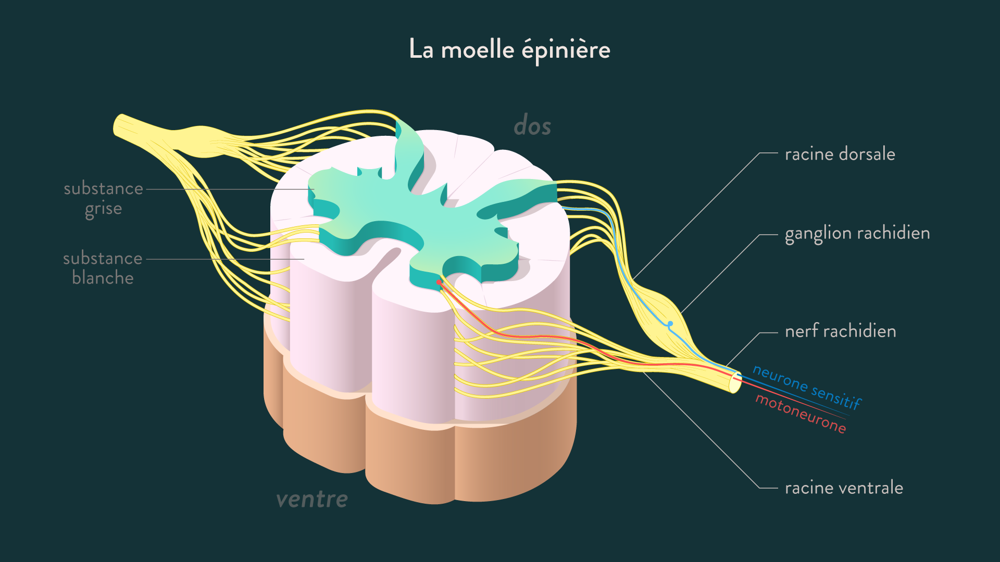 La moelle épinière
dos
racine dorsale
substance
grise
ganglion rachidien
substance
blanche
nerf rachidien
neurone sensitif
motoneurone
racine ventrale
ventre